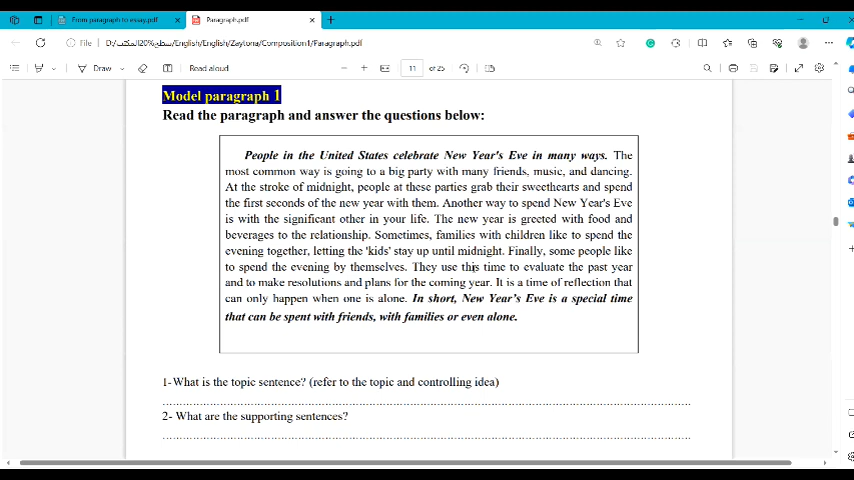 From paragraph to essay.pdf
Paragraph.pdf
File
D:/سطح%20المكتب/English/English/Zaytona/Composition1/Paragraph.pdf
Draw
Read aloud
11 of 25
Model paragraph 1
Read the paragraph and answer the questions below:
People in the United States celebrate New Year's Eve in many ways. The
most common way is going to a big party with many friends, music, and dancing.
At the stroke of midnight, people at these parties grab their sweethearts and spend
the first seconds of the new year with them. Another way to spend New Year's Eve
is with the significant other in your life. The new year is greeted with food and
beverages to the relationship. Sometimes, families with children like to spend the
evening together, letting the 'kids' stay up until midnight. Finally, some people like
to spend the evening by themselves. They use this time to evaluate the past year
and to make resolutions and plans for the coming year. It is a time of reflection that
can only happen when one is alone. In short, New Year's Eve is a special time
that can be spent with friends, with families or even alone.
1-What is the topic sentence? (refer to the topic and controlling idea)
2- What are the supporting sentences?